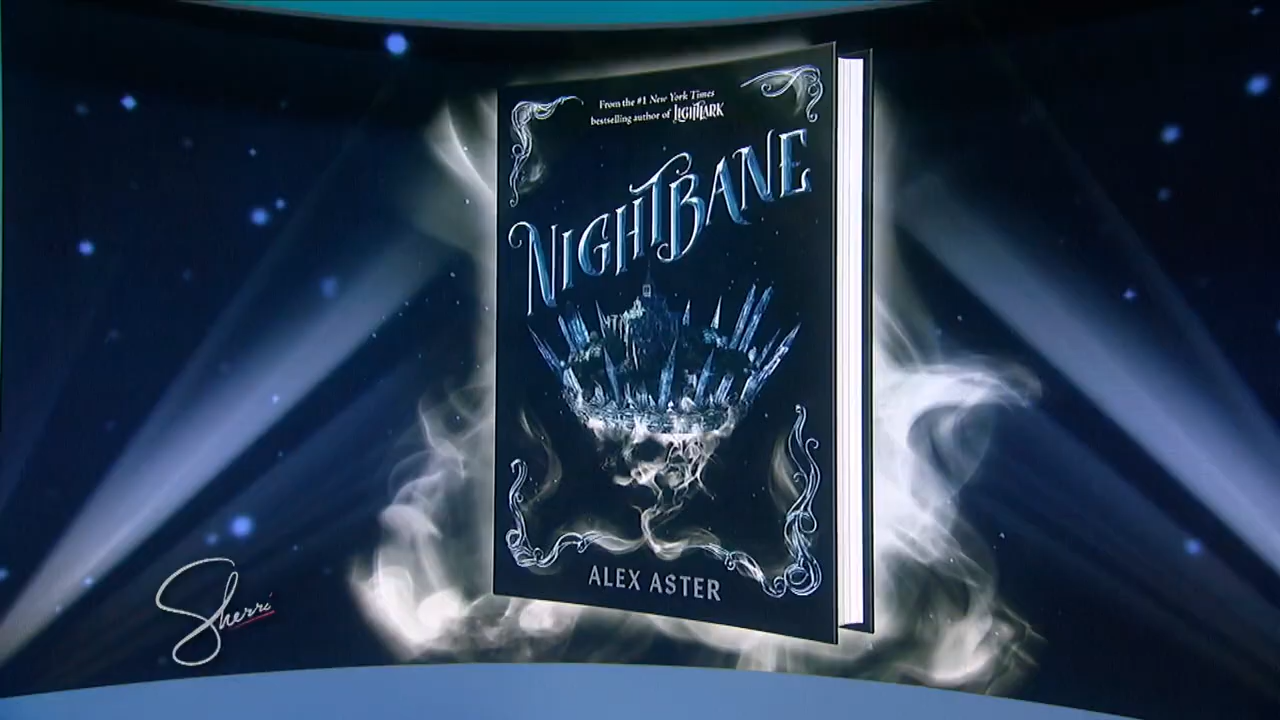 From the #1 New York Times
bestselling author of LIGHTLARK
NIGHTBANE
ALEX ASTER
Sherri